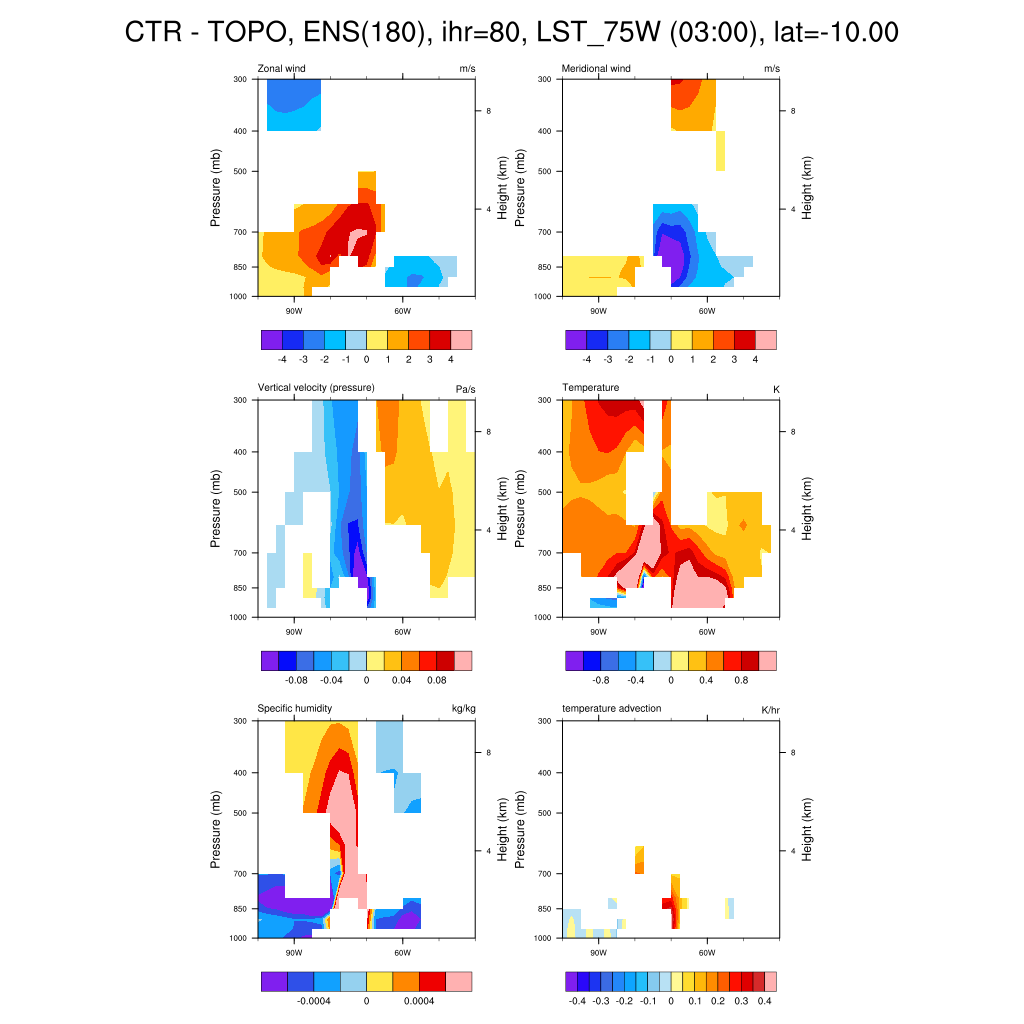 CTR - TOPO, ENS(180), ihr=80, LST_75W (03:00), lat=-10.00
Zonal wind m/s
Pressure (mb)
300
400
500
700
850
1000
90W 60W
8
4
Height (km)
-4 -3 -2 -1 0 1 2 3 4
Meridional wind m/s
Pressure (mb)
300
400
500
700
850
1000
90W 60W
8
4
Height (km)
-4 -3 -2 -1 0 1 2 3 4
Vertical velocity (pressure) Pa/s
Pressure (mb)
300
400
500
700
850
1000
90W 60W
8
4
Height (km)
-0.08 -0.04 0 0.04 0.08
Temperature K
Pressure (mb)
300
400
500
700
850
1000
90W 60W
8
4
Height (km)
-0.8 -0.4 0 0.4 0.8
Specific humidity kg/kg
Pressure (mb)
300
400
500
700
850
1000
90W 60W
8
4
Height (km)
-0.0004 0 0.0004
temperature advection K/hr
Pressure (mb)
300
400
500
700
850
1000
90W 60W
8
4
Height (km)
-0.4 -0.3 -0.2 -0.1 0 0.1 0.2 0.3 0.4